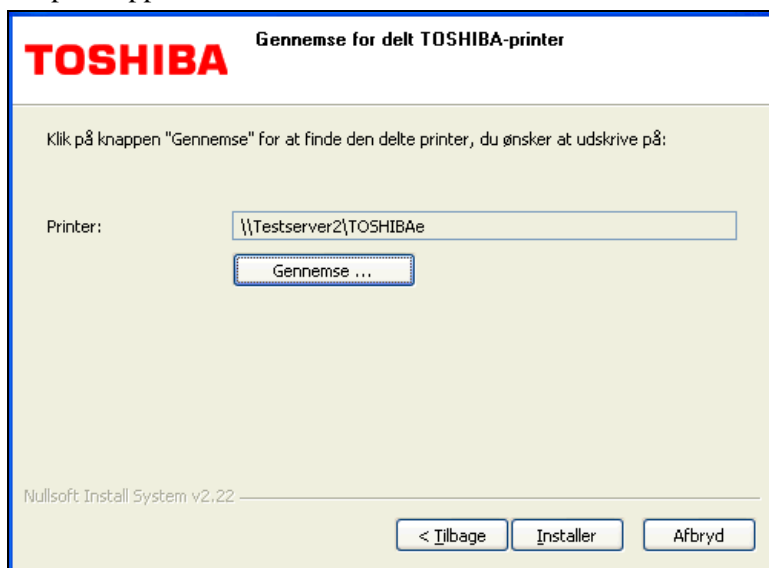 TOSHIBA
Gennemse for delt TOSHIBA-printer
Klik på knappen "Gennemse" for at finde den delte printer, du ønsker at udskrive på:
Printer:
\\Testserver2\TOSHIBAe
Gennemse ...
Nullsoft Install System v2.22
< Tilbage
Installer
Afbryd